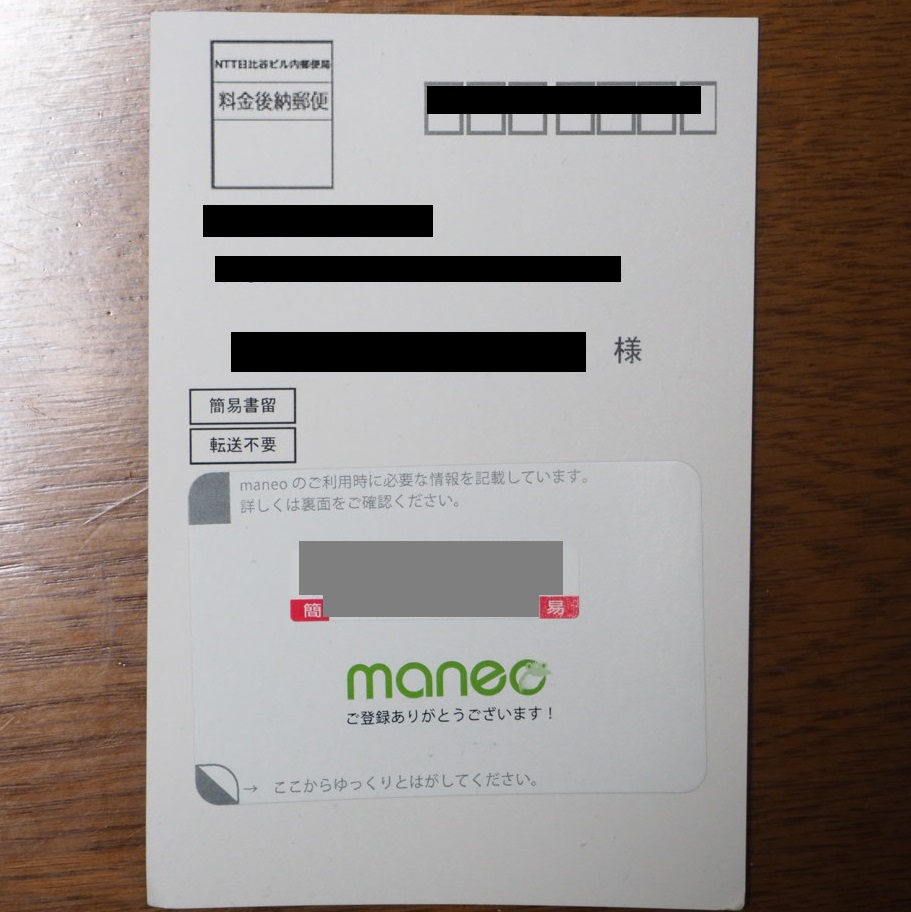 NTT日比谷ビル内郵便局
料金後納郵便
様
簡易書留
転送不要
maneo のご利用時に必要な情報を記載しています。
詳しくは裏面をご確認ください。
簡 易
maneo
ご登録ありがとうございます！
→ ここからゆっくりとはがしてください。